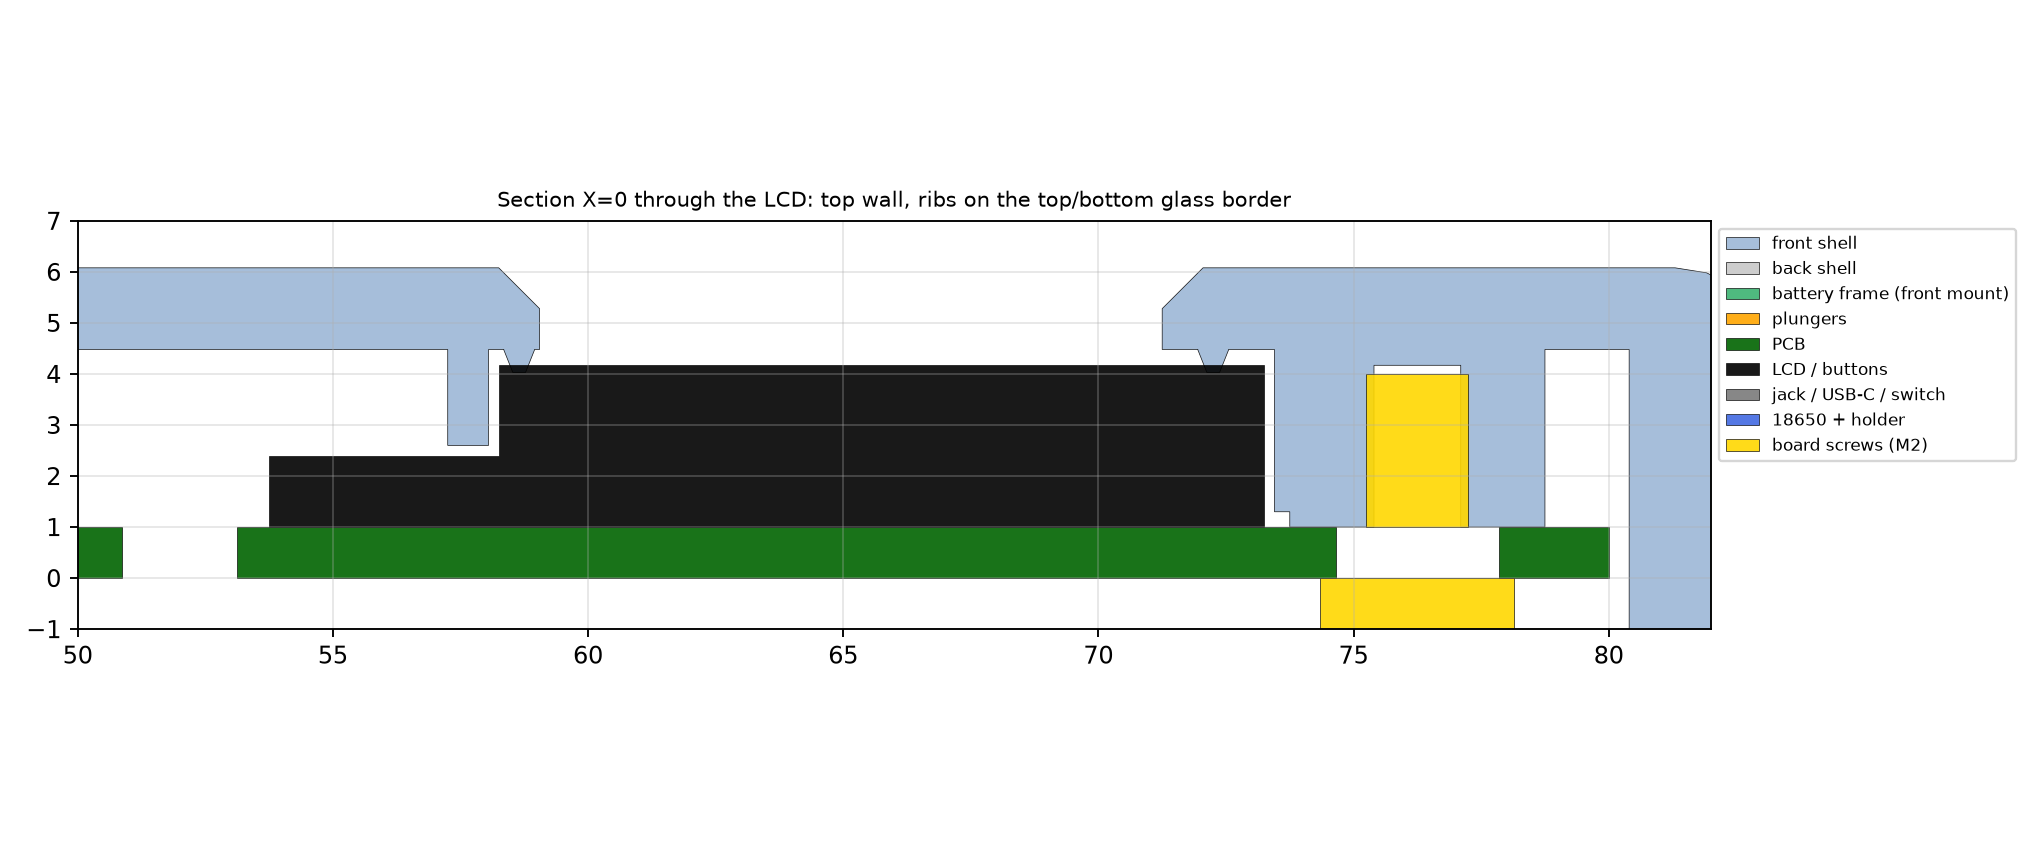 Section X=0 through the LCD: top wall, ribs on the top/bottom glass border
7
6
5
4
3
2
1
0
−1
50
55
60
65
70
75
80
front shell
back shell
battery frame (front mount)
plungers
PCB
LCD / buttons
jack / USB-C / switch
18650 + holder
board screws (M2)